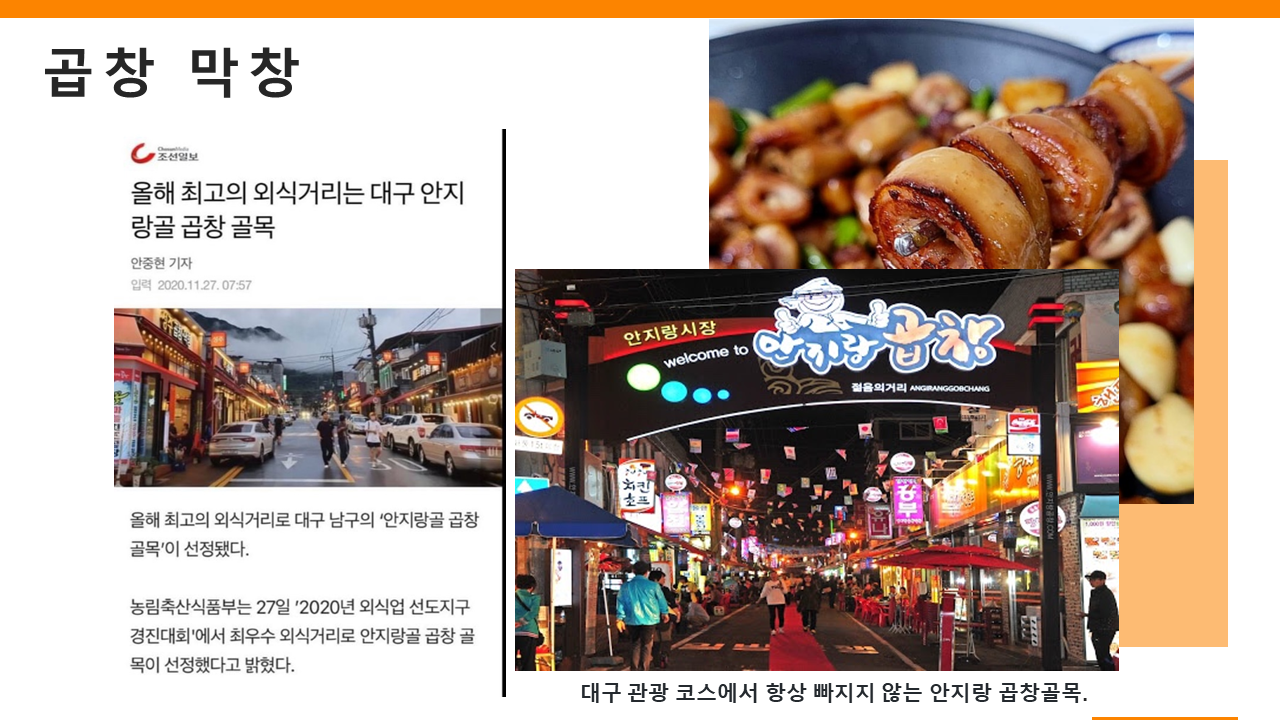 곱창 막창
ChosunMedia
조선일보
올해 최고의 외식거리는 대구 안지
랑골 곱창 골목
안중현 기자
입력 2020.11.27. 07:57
올해 최고의 외식거리로 대구 남구의 ‘안지랑골 곱창
골목’이 선정됐다.
농림축산식품부는 27일 ’2020년 외식업 선도지구
경진대회'에서 최우수 외식거리로 안지랑골 곱창 골
목이 선정했다고 밝혔다.
안지랑시장
welcome to
안지랑 곱창
젊음의거리 ANGIRANGGOBCHANG
치킨
호프
강
부
대구 관광 코스에서 항상 빠지지 않는 안지랑 곱창골목.